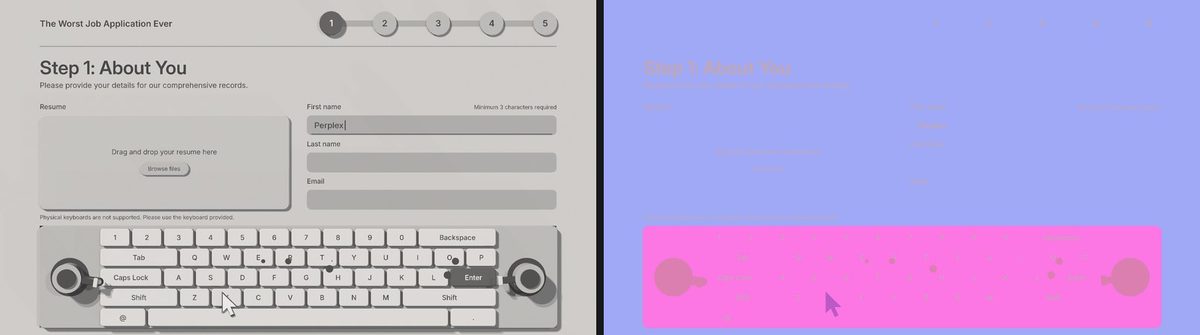 The Worst Job Application Ever
1 2 3 4 5
Step 1: About You
Please provide your details for our comprehensive records.
Resume
First name
Minimum 3 characters required
Perplex
Drag and drop your resume here
Browse files
Last name
Email
Physical keyboards are not supported. Please use the keyboard provided.
1 2 3 4 5 6 7 8 9 0 Backspace
Tab Q W E R T Y U I O P
Caps Lock A S D F G H J K L Enter
Shift Z C V B N M Shift
@ .